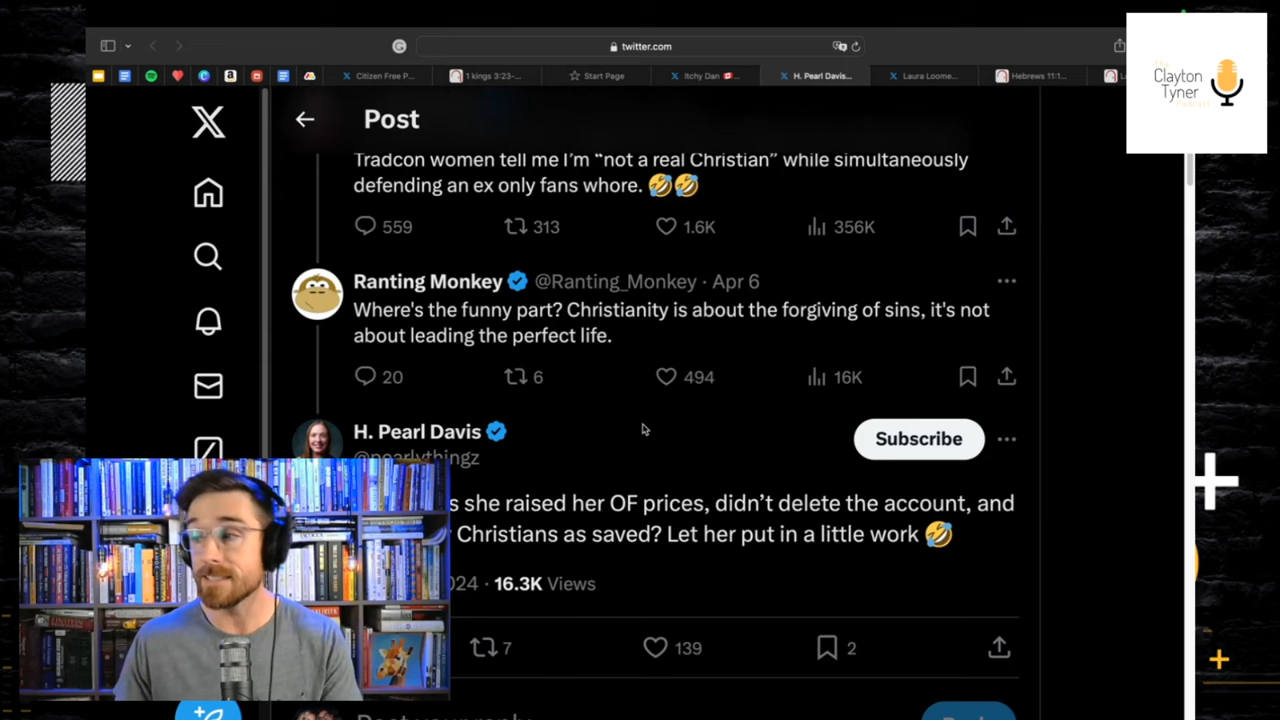 twitter.com
Citizen Free P...
1 kings 3:23-...
Start Page
Itchy Dan
H. Pearl Davis...
Laura Loome...
Hebrews 11:1...
The
Clayton
Tyner
Podcast
Post
Tradcon women tell me I'm “not a real Christian” while simultaneously
defending an ex only fans whore. 🤣🤣
559 313 1.6K 356K
Ranting Monkey @Ranting_Monkey · Apr 6
Where's the funny part? Christianity is about the forgiving of sins, it's not
about leading the perfect life.
20 6 494 16K
H. Pearl Davis
@pearlythingz
Subscribe
s she raised her OF prices, didn’t delete the account, and
Christians as saved? Let her put in a little work 🤣
024 · 16.3K Views
7 139 2